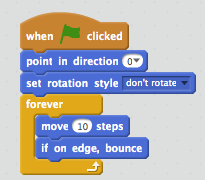 when clicked
point in direction 0
set rotation style don't rotate
forever
move 10 steps
if on edge, bounce